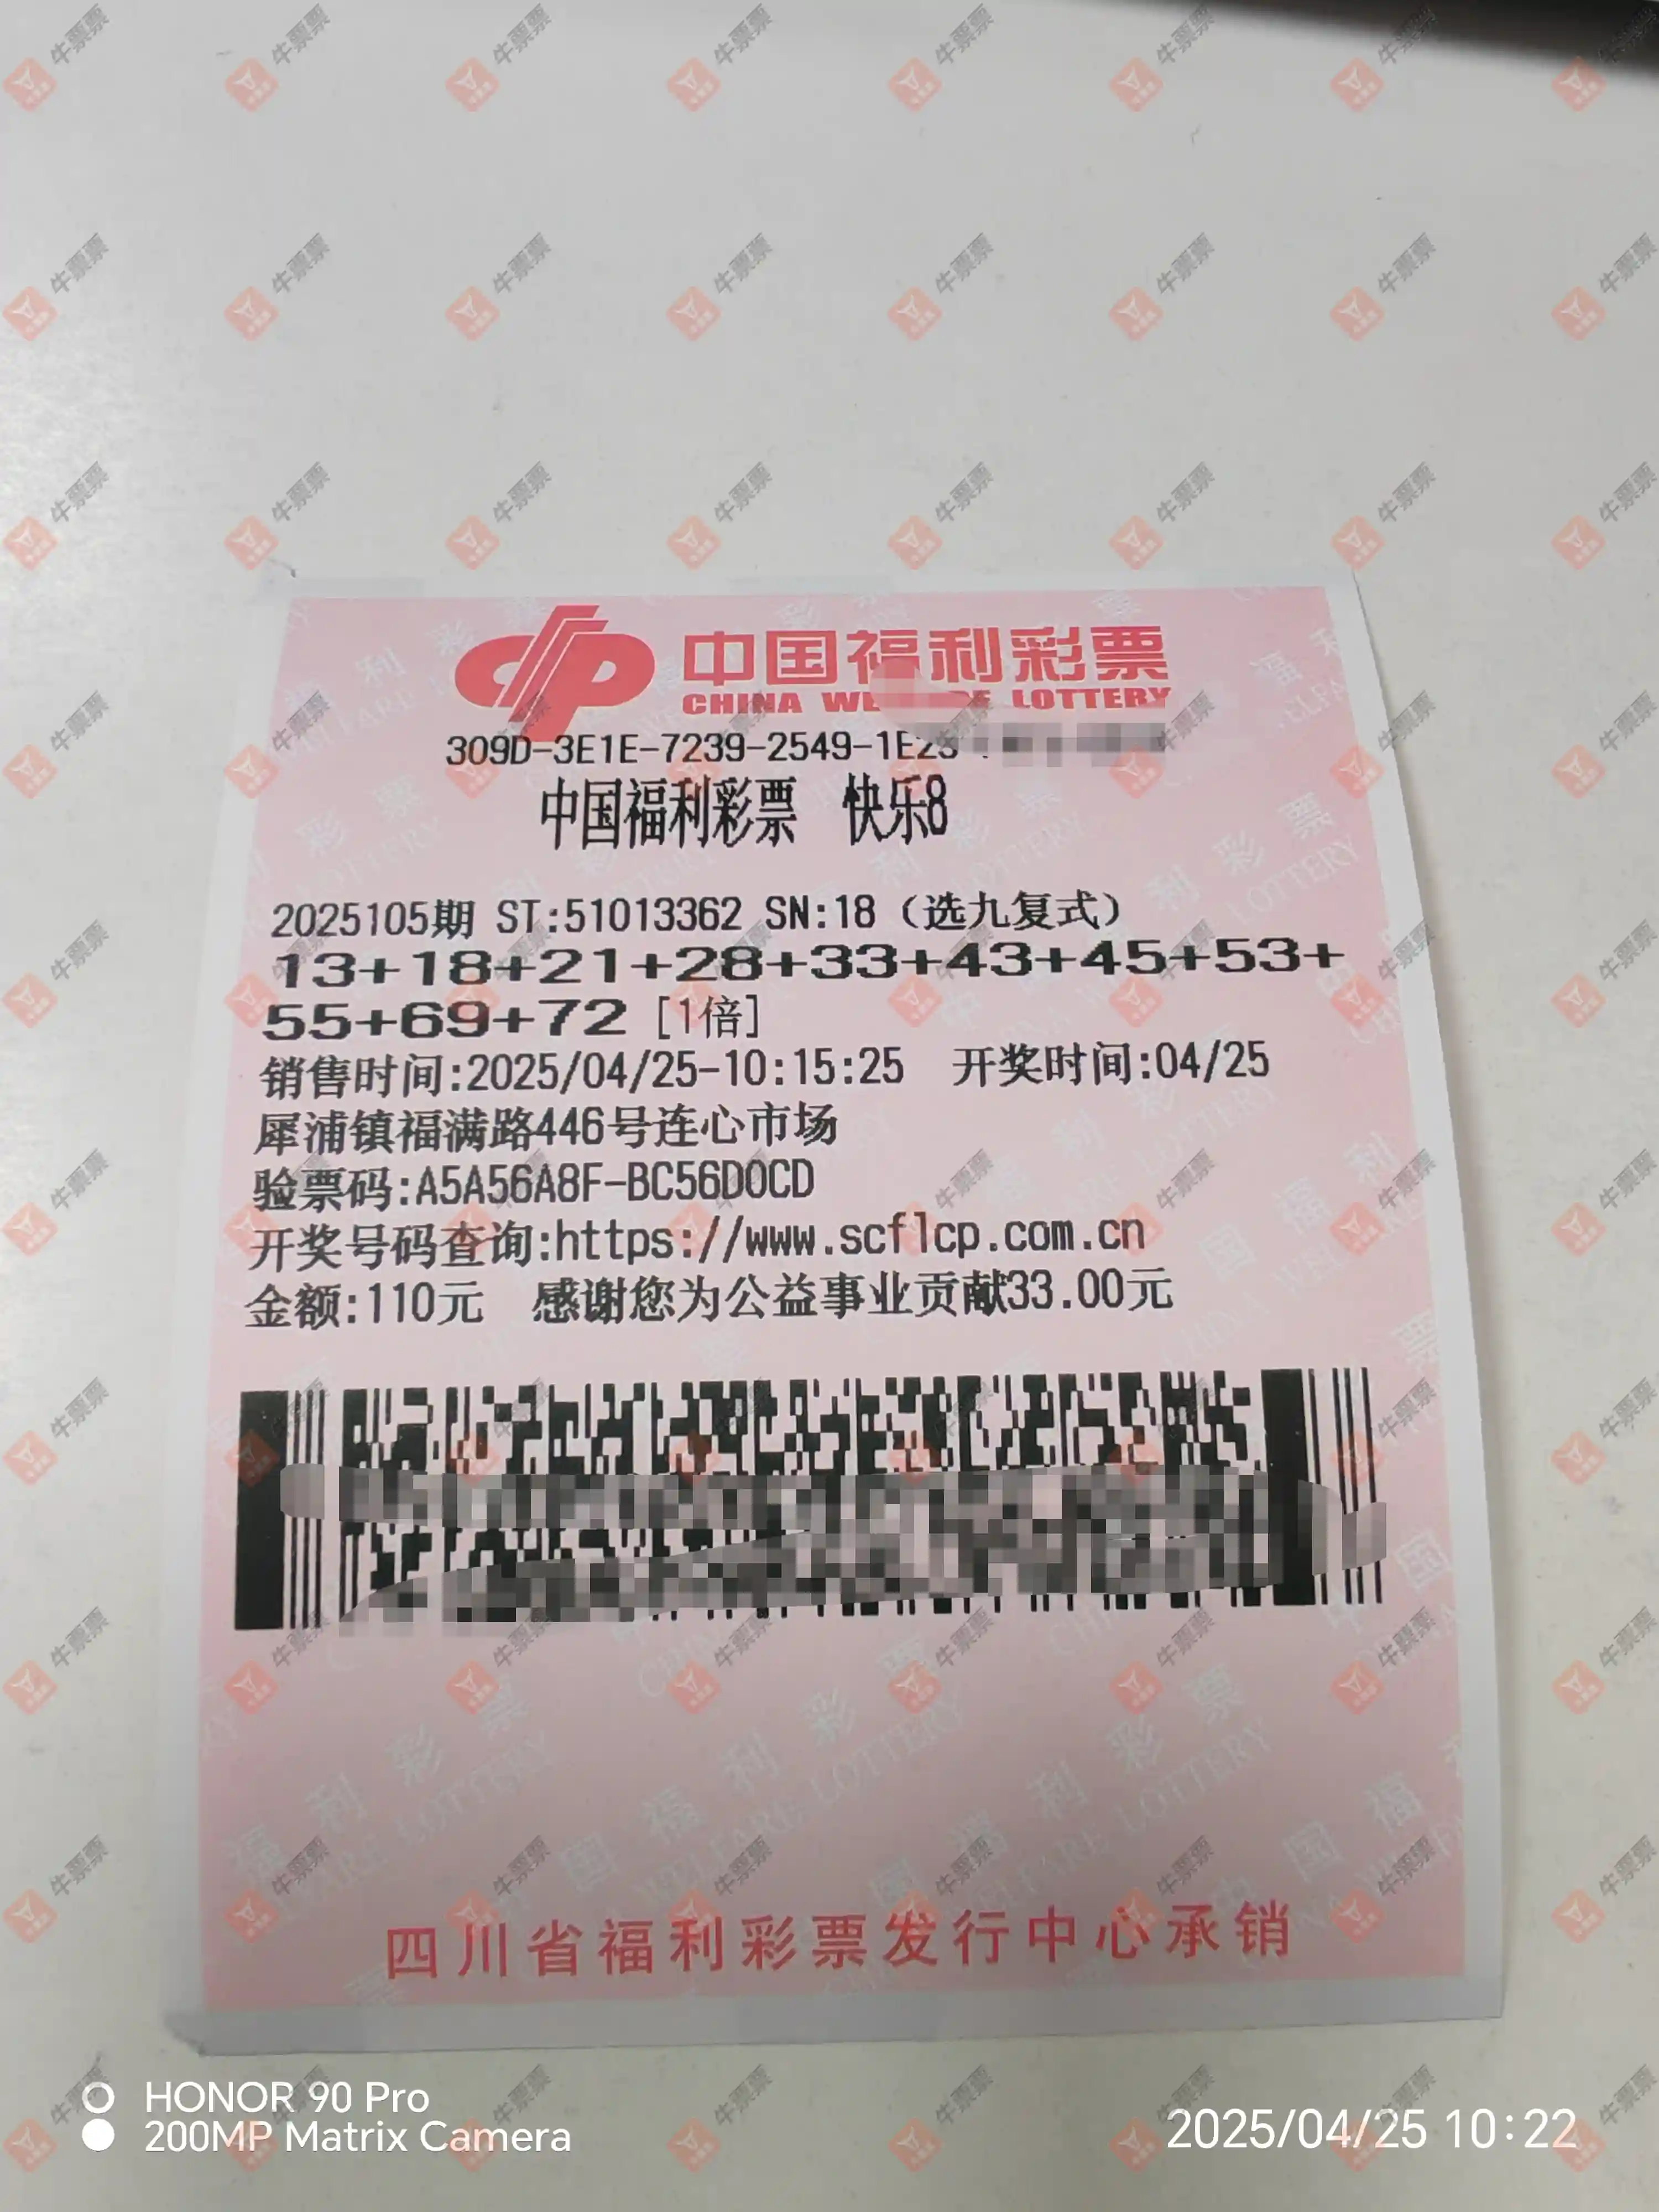 中国福利彩票
CHINA WE RE LOTTERY
309D-3E1E-7239-2549-1E23
中国福利彩票 快乐8
2025105期 ST:51013362 SN:18（选九复式）
13+18+21+28+33+43+45+53+
55+69+72 [1倍]
销售时间:2025/04/25-10:15:25 开奖时间:04/25
犀浦镇福满路446号连心市场
验票码:A5A56A8F-BC56D0CD
开奖号码查询:https://www.scflcp.com.cn
金额:110元 感谢您为公益事业贡献33.00元
四川省福利彩票发行中心承销
HONOR 90 Pro
200MP Matrix Camera
2025/04/25 10:22
牛票票